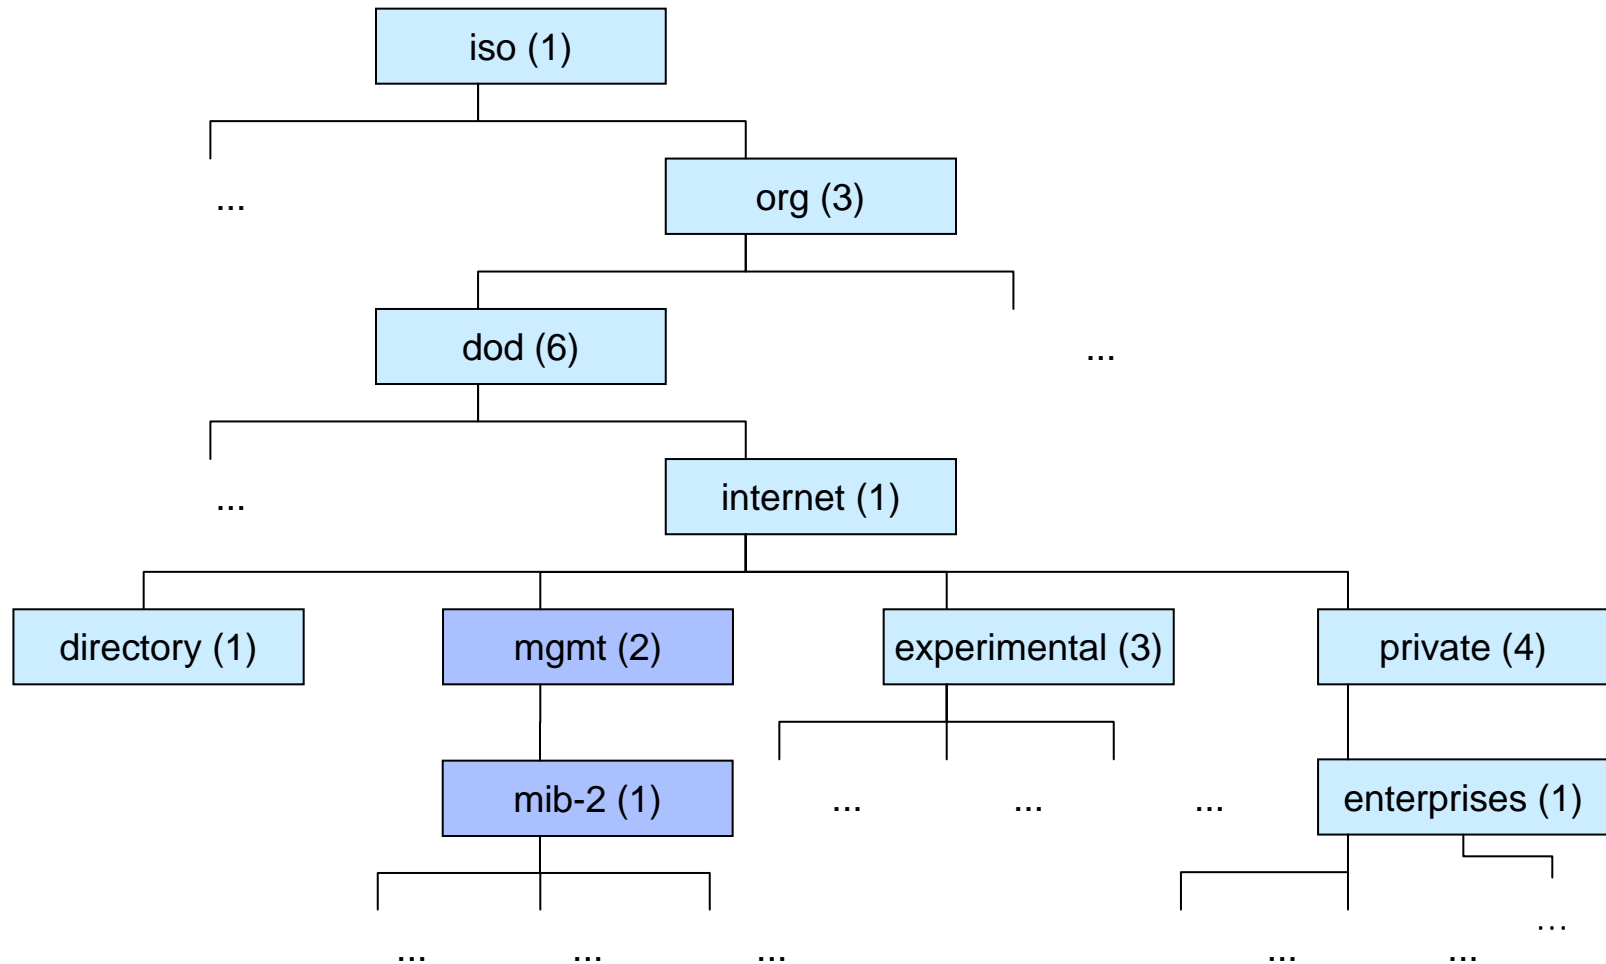 iso (1)
...
org (3)
dod (6)
...
...
internet (1)
directory (1)
mgmt (2)
experimental (3)
private (4)
mib-2 (1)
...
...
...
enterprises (1)
...
...
...
...
...
...